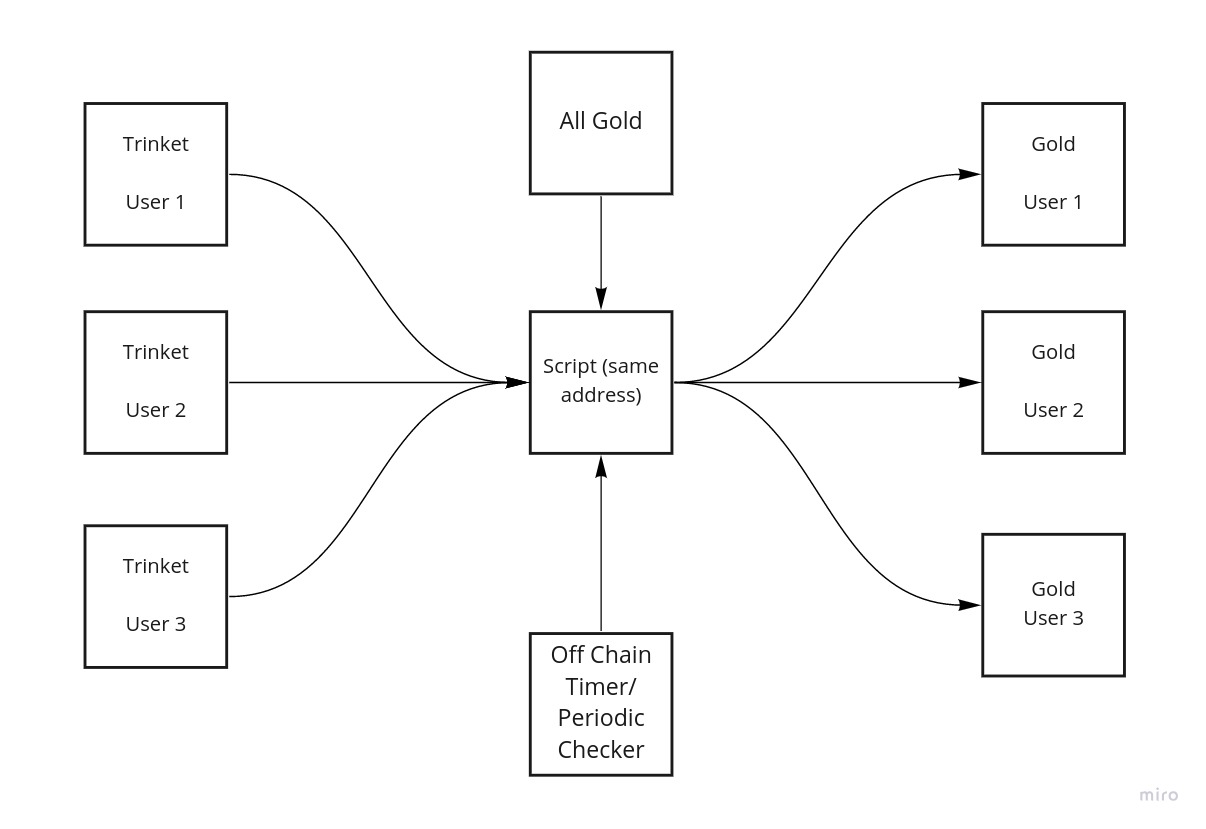 All Gold
Trinket
User 1
Gold
User 1
Trinket
User 2
Script (same
address)
Gold
User 2
Trinket
User 3
Gold
User 3
Off Chain
Timer/
Periodic
Checker
miro